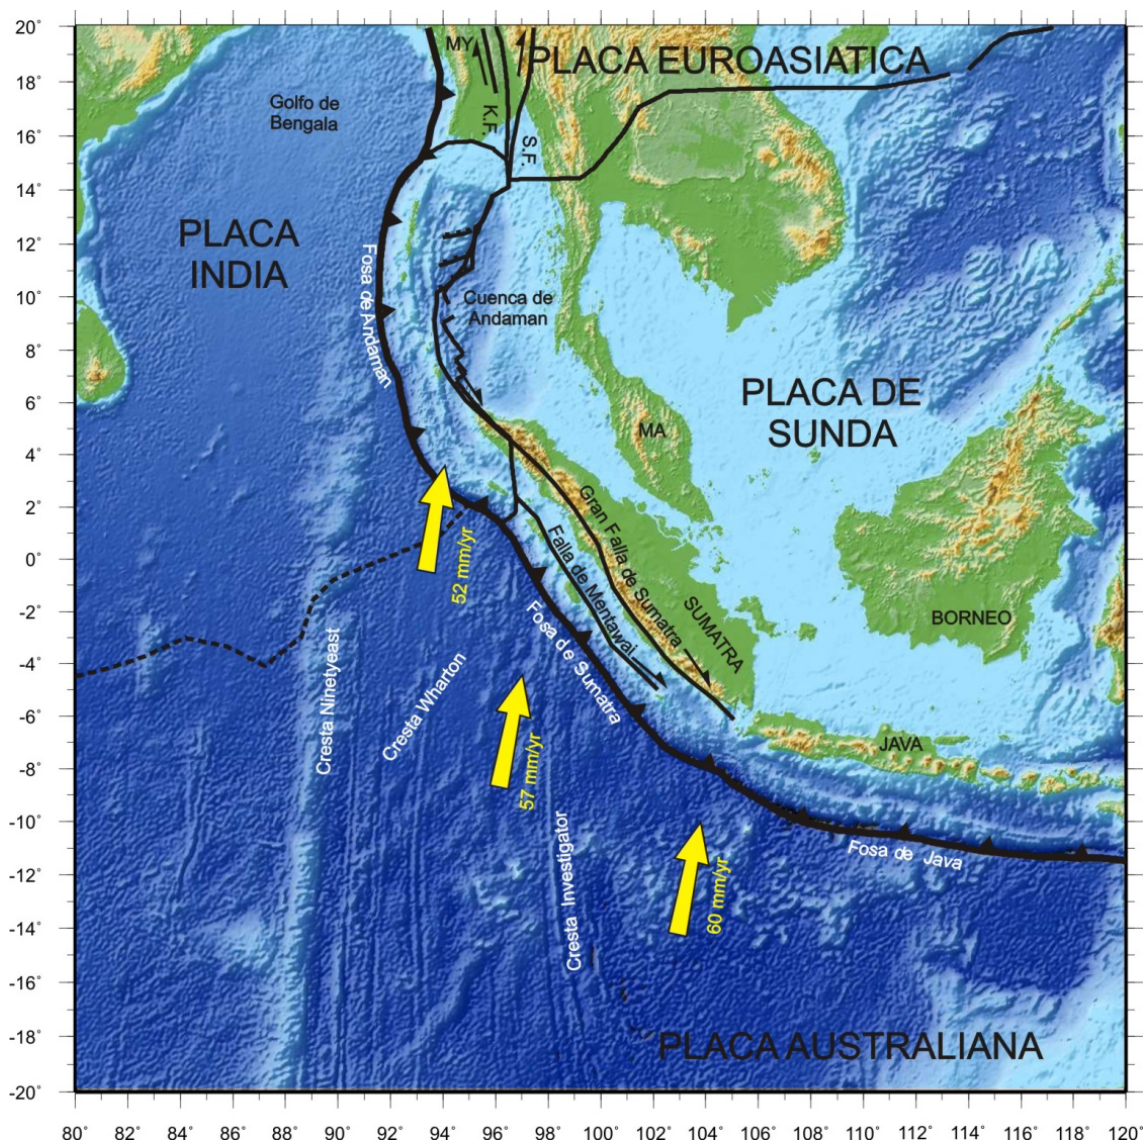 20˚
18˚
16˚
14˚
12˚
10˚
8˚
6˚
4˚
2˚
0˚
-2˚
-4˚
-6˚
-8˚
-10˚
-12˚
-14˚
-16˚
-18˚
-20˚
MY
PLACA EUROASIATICA
Golfo de
Bengala
K.F.
S.F.
PLACA
INDIA
Fosa de Andaman
Cuenca de
Andaman
PLACA DE
SUNDA
MA
Gran Falla de Sumatra
Falla de Mentawai
SUMATRA
BORNEO
52 mm/yr
Fosa de Sumatra
Cresta Ninetyeast
Cresta Wharton
57 mm/yr
JAVA
Fosa de Java
60 mm/yr
Cresta Investigator
PLACA AUSTRALIANA
80˚ 82˚ 84˚ 86˚ 88˚ 90˚ 92˚ 94˚ 96˚ 98˚ 100˚ 102˚ 104˚ 106˚ 108˚ 110˚ 112˚ 114˚ 116˚ 118˚ 120˚